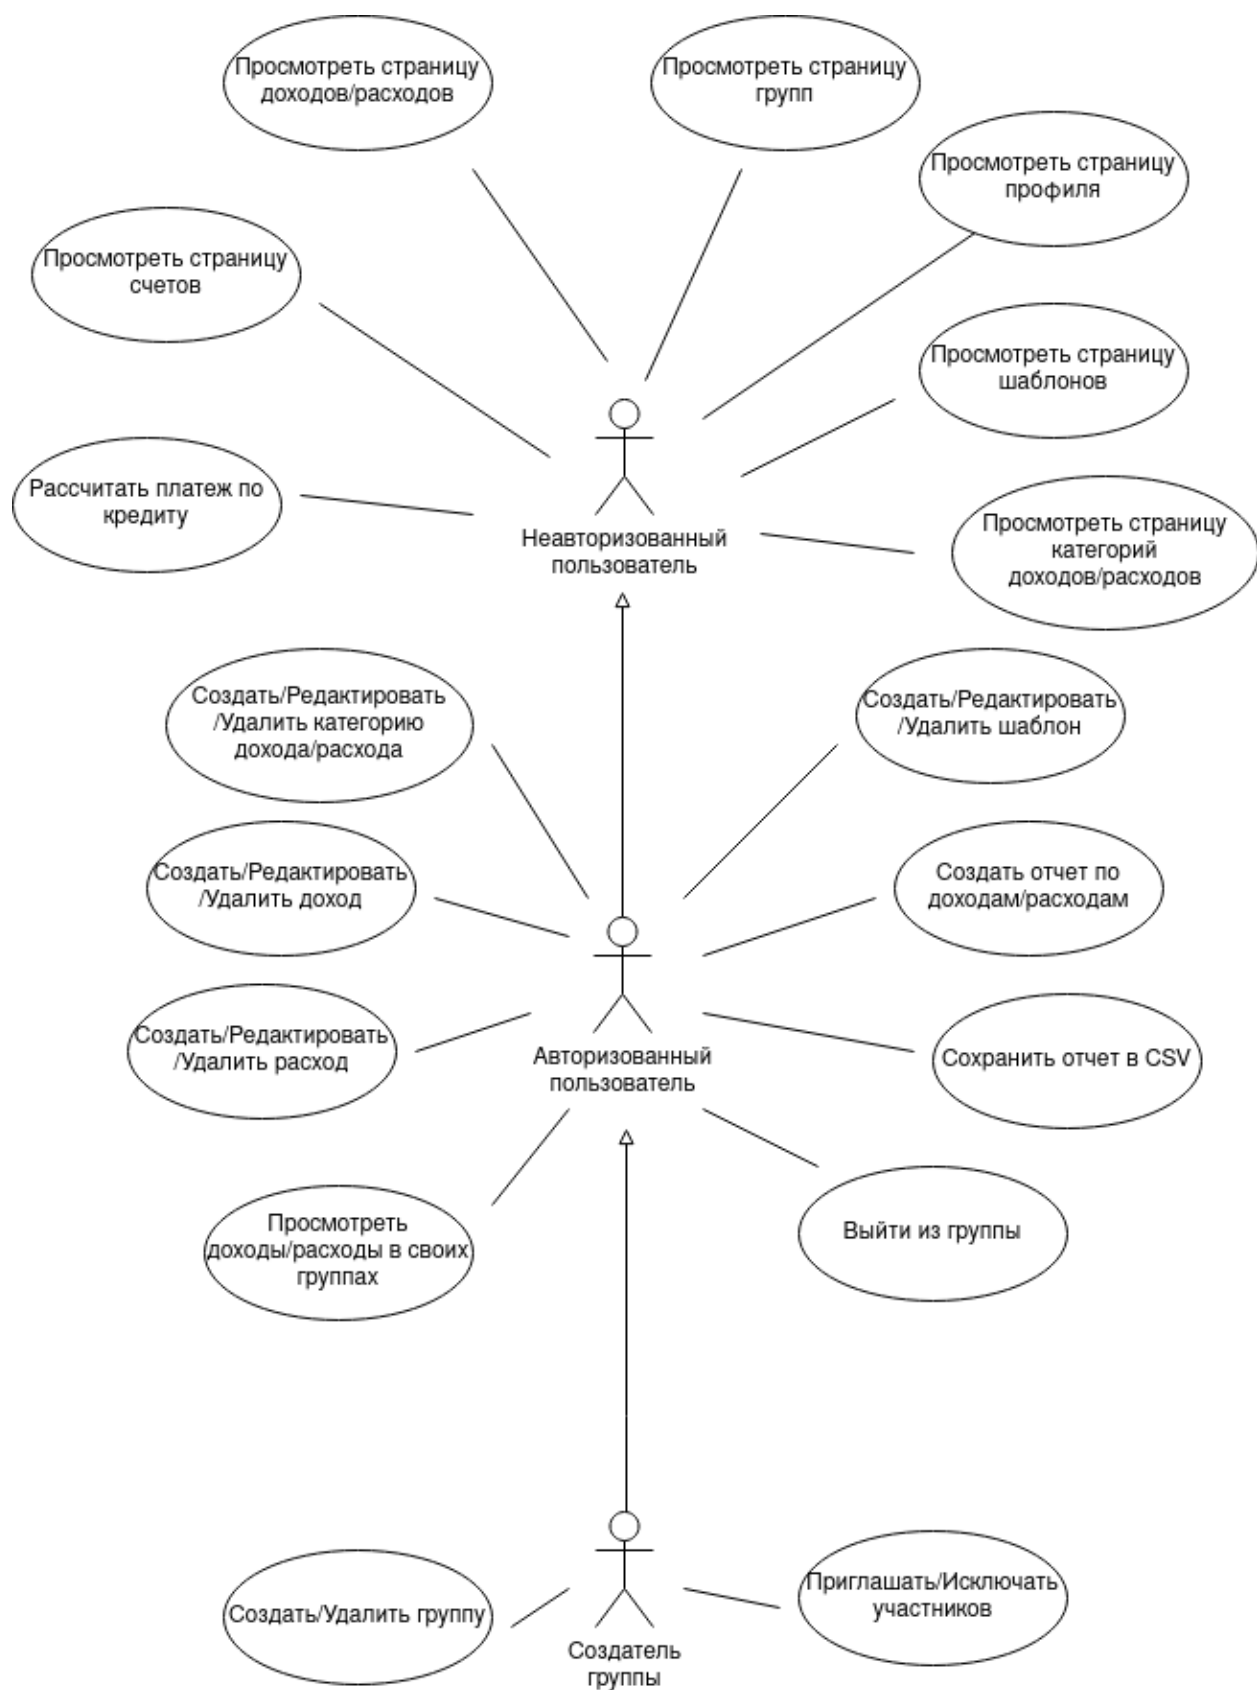 Просмотреть страницу
доходов/расходов
Просмотреть страницу
групп
Просмотреть страницу
профиля
Просмотреть страницу
счетов
Просмотреть страницу
шаблонов
Рассчитать платеж по
кредиту
Неавторизованный
пользователь
Просмотреть страницу
категорий
доходов/расходов
Создать/Редактировать
/Удалить категорию
дохода/расхода
Создать/Редактировать
/Удалить шаблон
Создать/Редактировать
/Удалить доход
Создать отчет по
доходам/расходам
Создать/Редактировать
/Удалить расход
Авторизованный
пользователь
Сохранить отчет в CSV
Просмотреть
доходы/расходы в своих
группах
Выйти из группы
Создать/Удалить группу
Создатель
группы
Приглашать/Исключать
участников